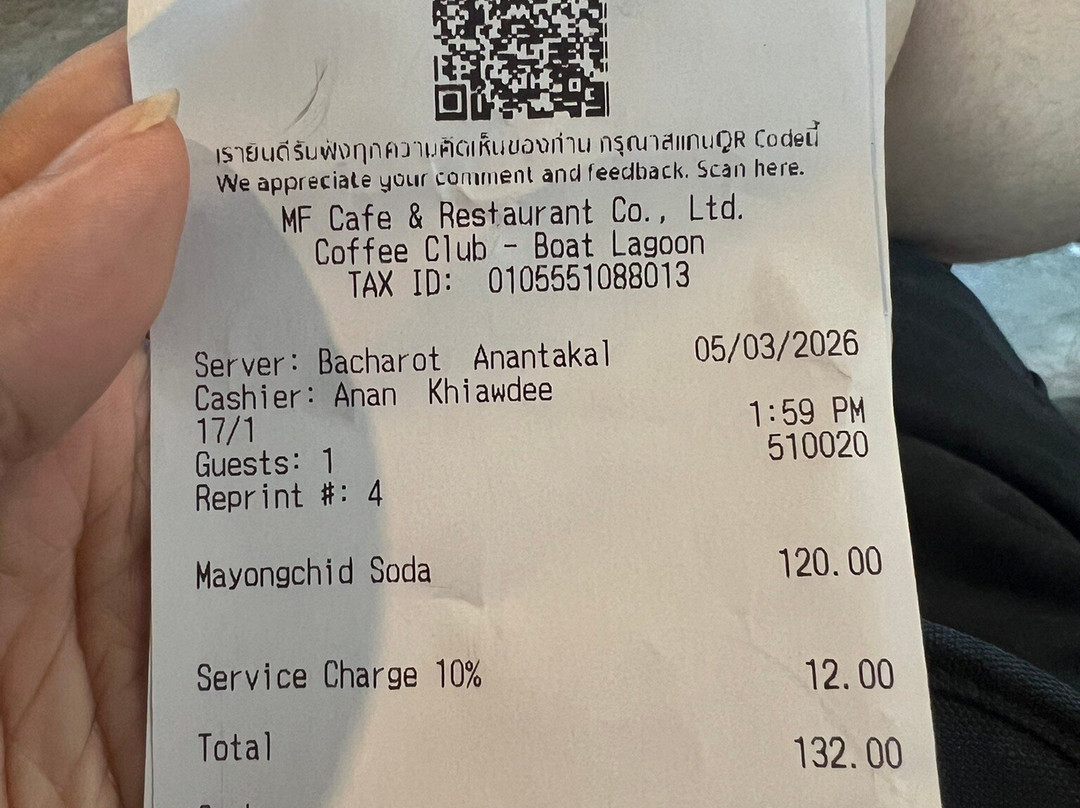 เรายินดีรับฟังทุกความคิดเห็นของท่าน กรุณาสแกนQR Codeนี้
We appreciate your comment and feedback. Scan here.
MF Cafe & Restaurant Co., Ltd.
Coffee Club - Boat Lagoon
TAX ID: 0105551088013
Server: Bacharot Anantakal 05/03/2026
Cashier: Anan Khiawdee
17/1 1:59 PM
Guests: 1 510020
Reprint #: 4
Mayongchid Soda 120.00
Service Charge 10% 12.00
Total 132.00